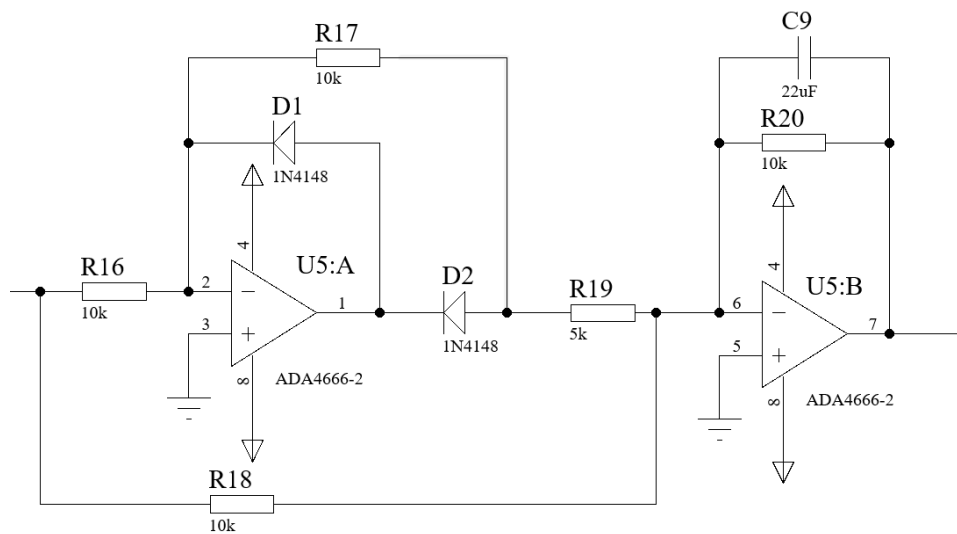 R17
10k
D1
1N4148
4
R16
10k
2
3
U5:A
1
8
ADA4666-2
D2
1N4148
R19
5k
R18
10k
C9
22uF
R20
10k
4
6
5
U5:B
7
8
ADA4666-2